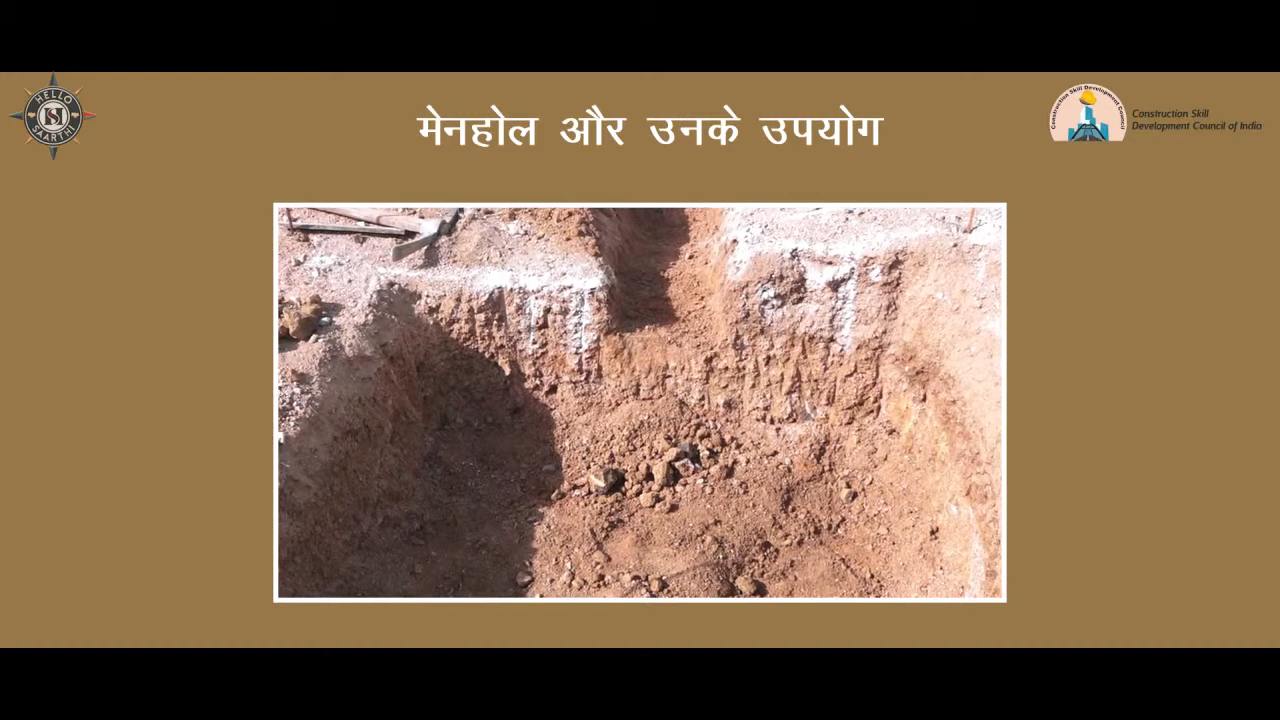 HELLO
SAARTHI
मेनहोल और उनके उपयोग
Construction Skill Development Council
Construction Skill
Development Council of India